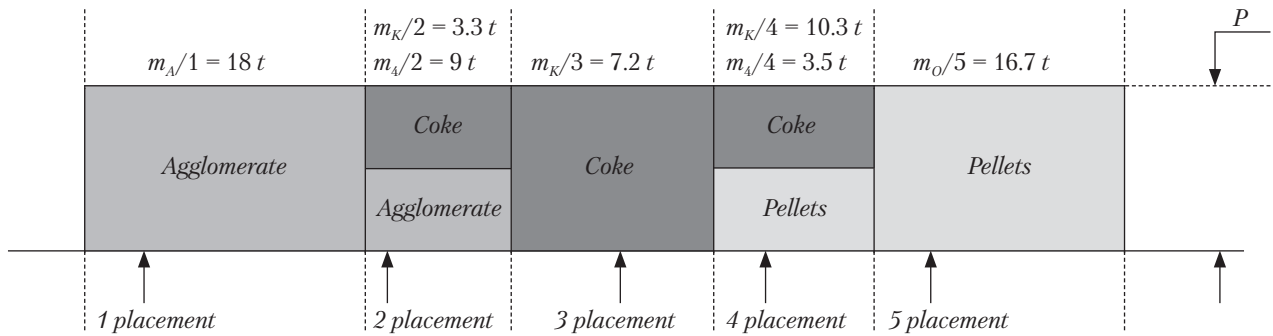 m_K/2 = 3.3 t
m_K/4 = 10.3 t
P
m_A/1 = 18 t
m_4/2 = 9 t
m_K/3 = 7.2 t
m_4/4 = 3.5 t
m_O/5 = 16.7 t
Coke
Coke
Agglomerate
Coke
Pellets
Agglomerate
Pellets
1 placement
2 placement
3 placement
4 placement
5 placement